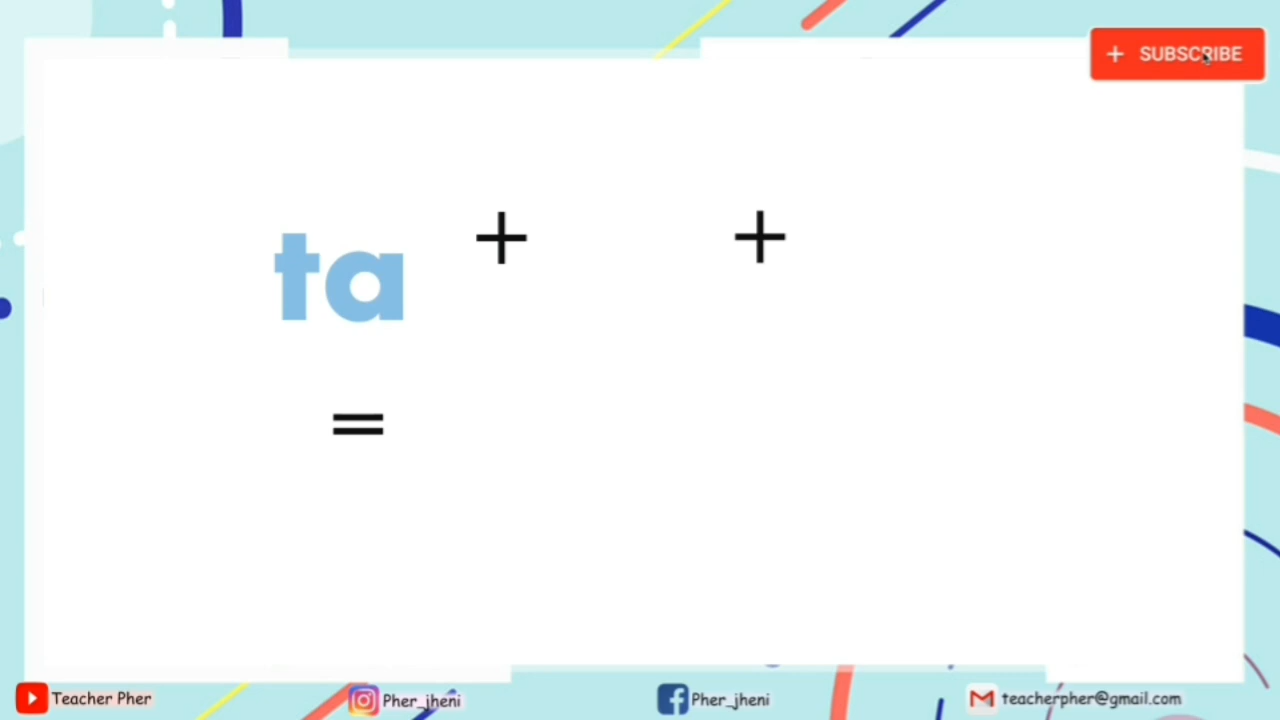 + SUBSCRIBE
ta + +
=
Teacher Pher Pher_jheni Pher_jheni teacherpher@gmail.com